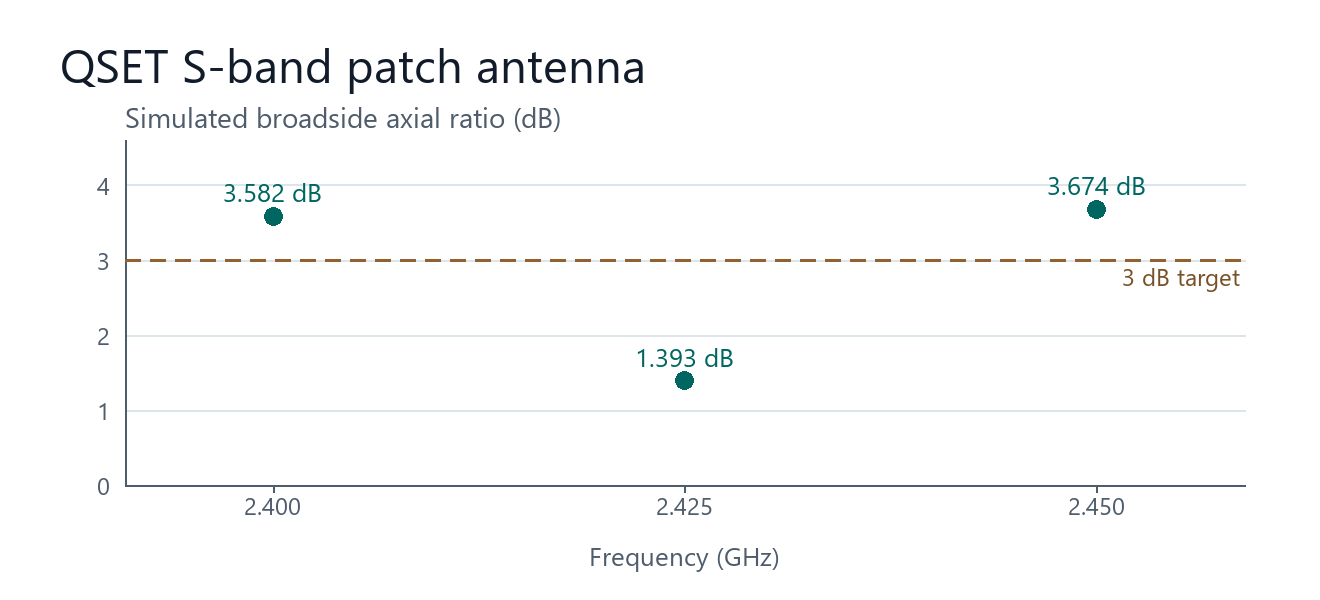 QSET S-band patch antenna
Simulated broadside axial ratio (dB)
4
3.582 dB
3.674 dB
3
3 dB target
2
1.393 dB
1
0
2.400
2.425
2.450
Frequency (GHz)